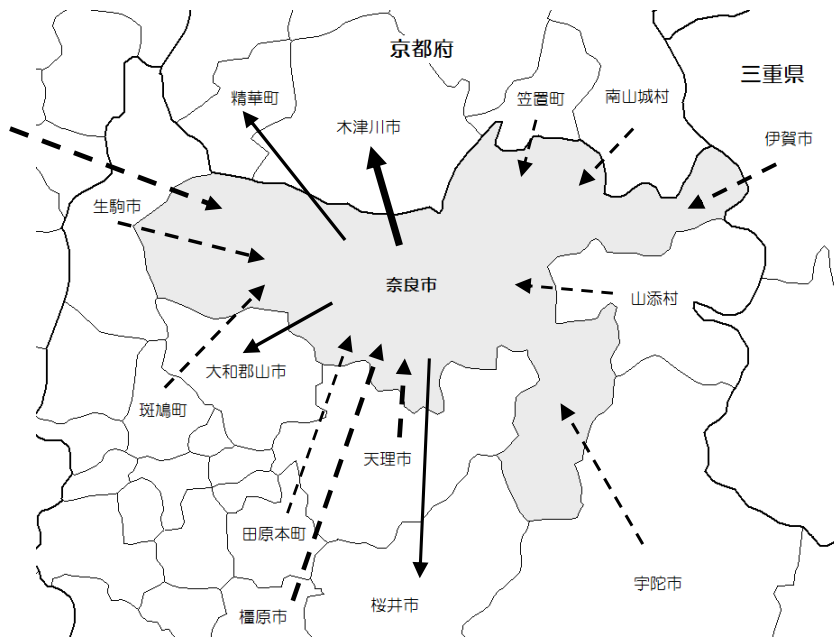 京都府
三重県
精華町
笠置町
南山城村
木津川市
伊賀市
生駒市
奈良市
山添村
大和郡山市
斑鳩町
天理市
田原本町
宇陀市
桜井市
橿原市